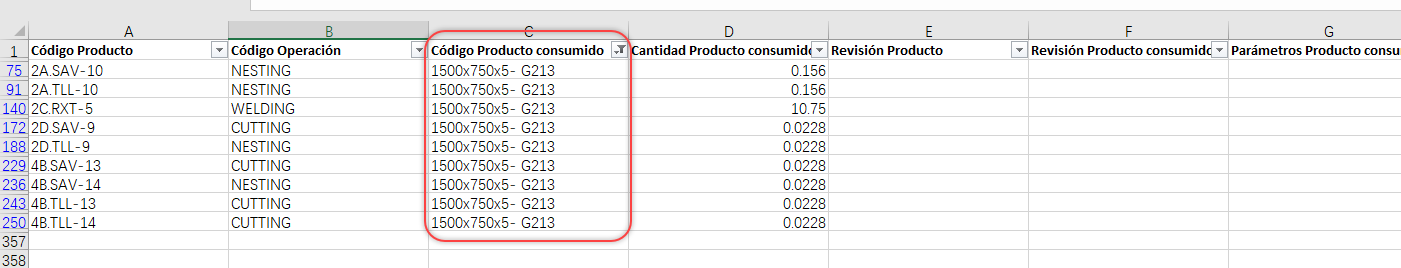 A B C D E F G
1 Código Producto Código Operación Código Producto consumido Cantidad Producto consumido Revisión Producto Revisión Producto consumido Parámetros Producto consu
75 2A.SAV-10 NESTING 1500x750x5- G213 0.156
91 2A.TLL-10 NESTING 1500x750x5- G213 0.156
140 2C.RXT-5 WELDING 1500x750x5- G213 10.75
172 2D.SAV-9 CUTTING 1500x750x5- G213 0.0228
188 2D.TLL-9 NESTING 1500x750x5- G213 0.0228
229 4B.SAV-13 CUTTING 1500x750x5- G213 0.0228
236 4B.SAV-14 NESTING 1500x750x5- G213 0.0228
243 4B.TLL-13 CUTTING 1500x750x5- G213 0.0228
250 4B.TLL-14 CUTTING 1500x750x5- G213 0.0228
357
358